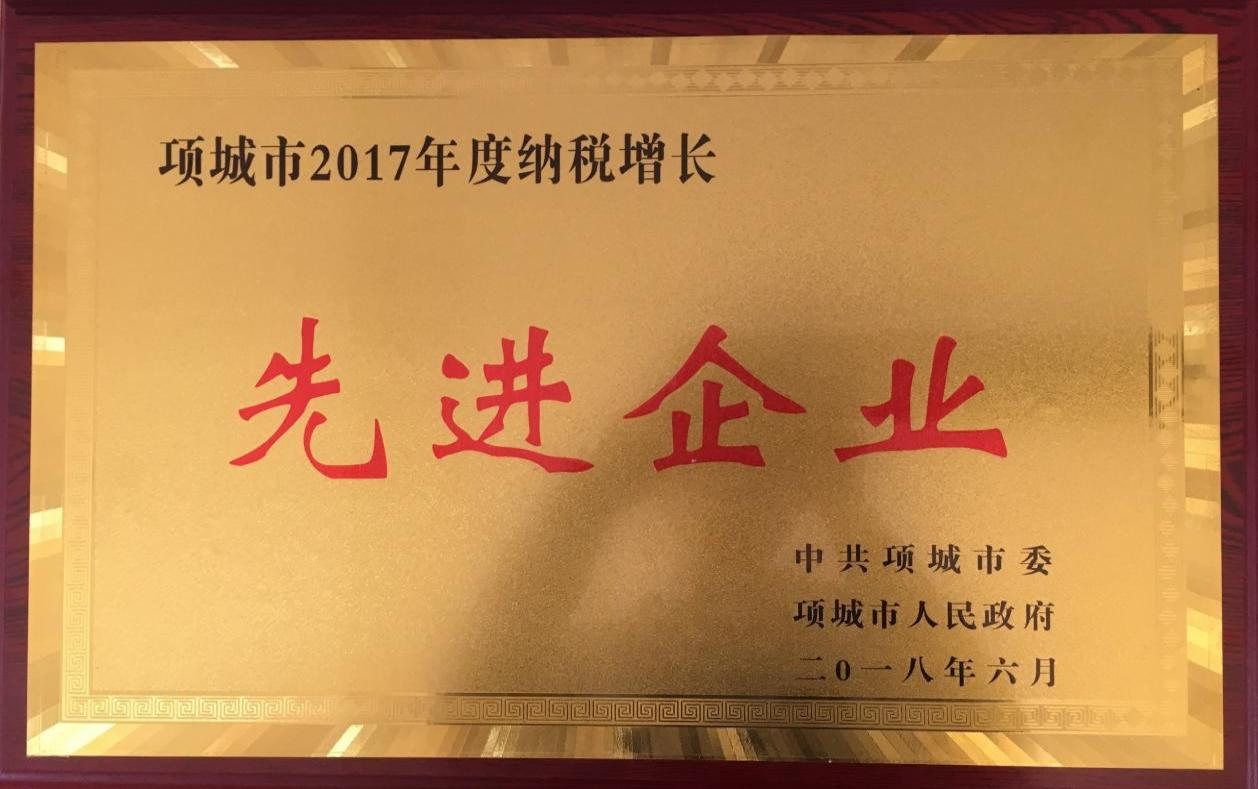 项城市2017年度纳税增长
先进企业
中共项城市委
项城市人民政府
二0一八年六月